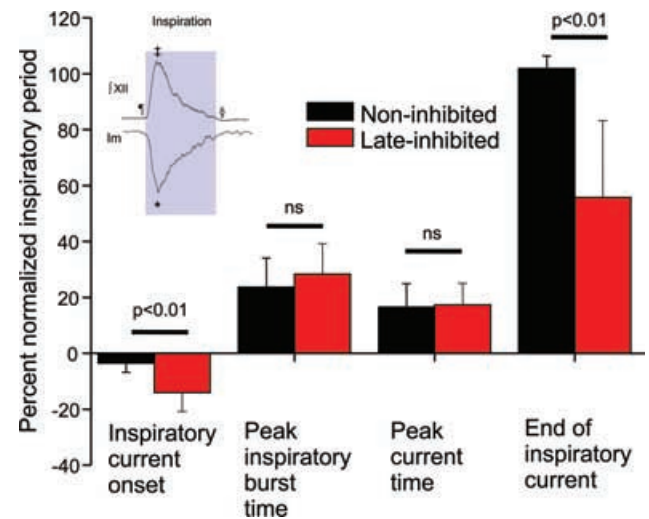 Percent normalized inspiratory period
120
100
80
60
40
20
0
-20
-40
Inspiration
‡
∫XII
¶
◊
Im
♦
Non-inhibited
Late-inhibited
p<0.01
ns
ns
p<0.01
Inspiratory
current
onset
Peak
inspiratory
burst
time
Peak
current
time
End of
inspiratory
current